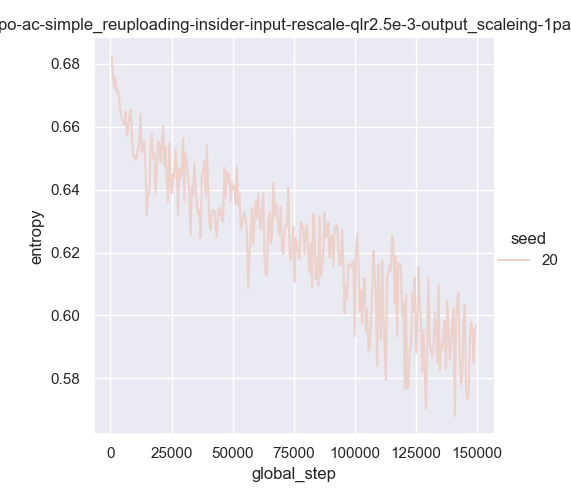 po-ac-simple_reuploading-insider-input-rescale-qlr2.5e-3-output_scaleing-1pa
0.68
0.66
0.64
0.62
0.60
0.58
entropy
0 25000 50000 75000 100000 125000 150000
global_step
seed
20